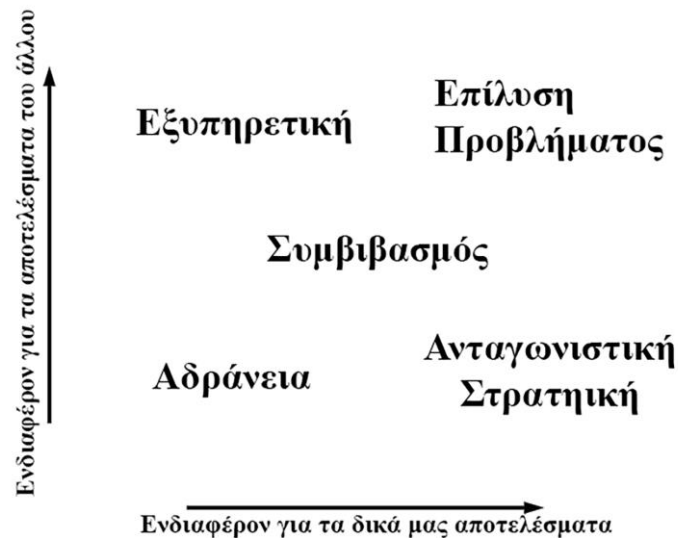 Ενδιαφέρον για τα αποτελέσματα του άλλου
Εξυπηρετική
Επίλυση
Προβλήματος
Συμβιβασμός
Αδράνεια
Ανταγωνιστική
Στρατηική
Ενδιαφέρον για τα δικά μας αποτελέσματα